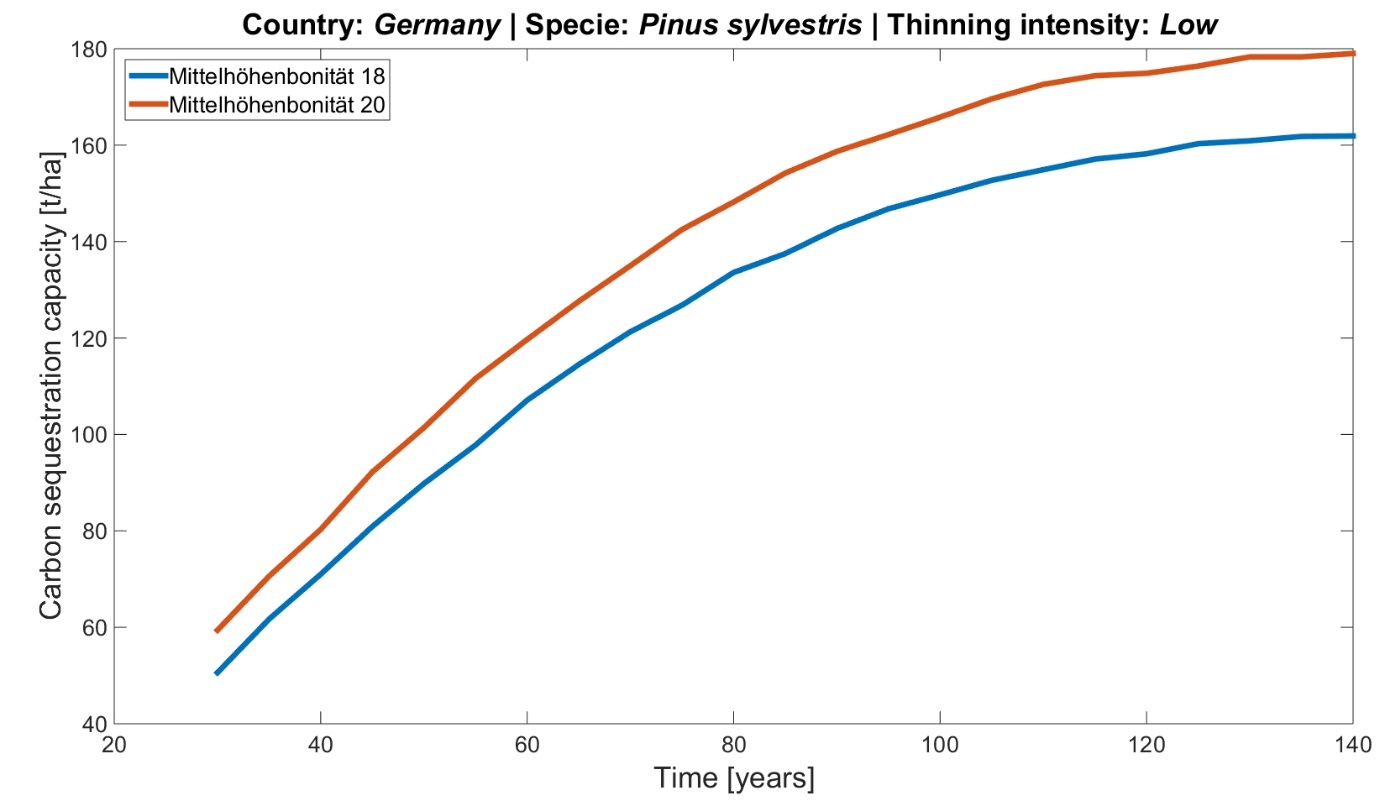 Country: Germany | Specie: Pinus sylvestris | Thinning intensity: Low
Mittelhöhenbonität 18
Mittelhöhenbonität 20
Carbon sequestration capacity [t/ha]
180
160
140
120
100
80
60
40
20 40 60 80 100 120 140
Time [years]